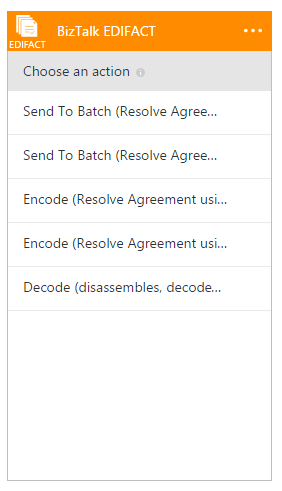 BizTalk EDIFACT
EDIFACT
Choose an action
Send To Batch (Resolve Agree...
Send To Batch (Resolve Agree...
Encode (Resolve Agreement usi...
Encode (Resolve Agreement usi...
Decode (disassembles, decode...